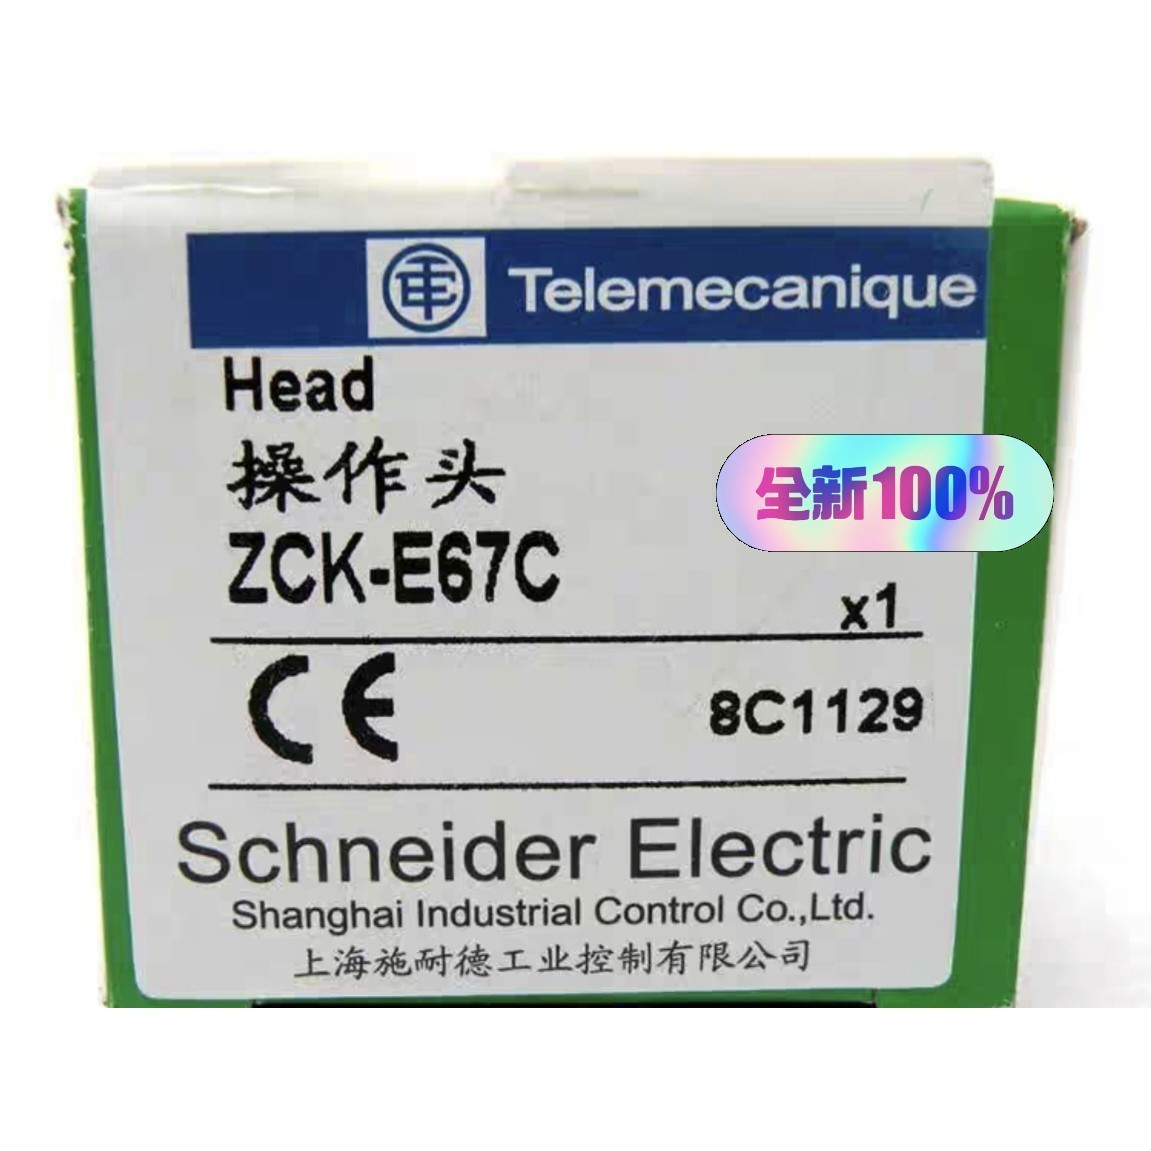 Telemecanique
Head
操作头
全新100%
ZCK-E67C
x1
CE
8C1129
Schneider Electric
Shanghai Industrial Control Co.,Ltd.
上海施耐德工业控制有限公司